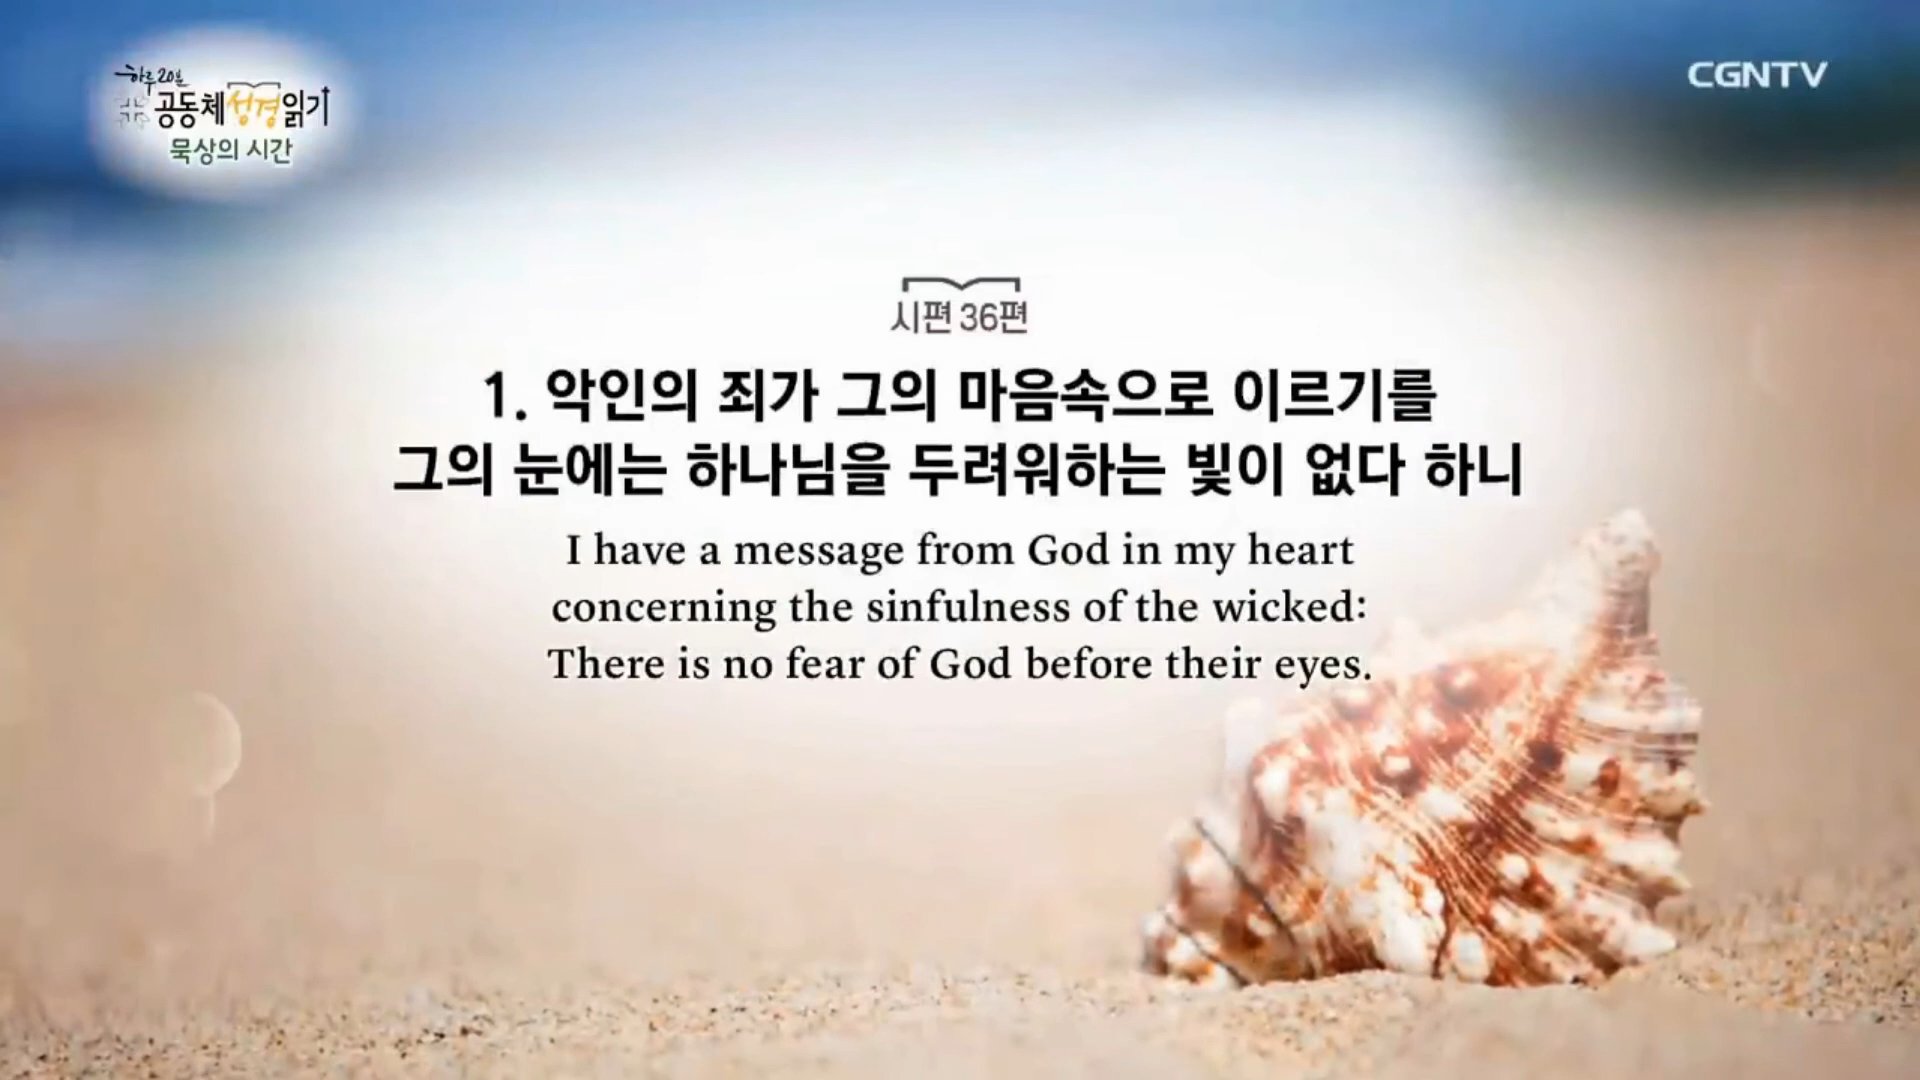 하루 20분
공동체성경읽기
묵상의 시간
CGNTV
시편 36편
1. 악인의 죄가 그의 마음속으로 이르기를
그의 눈에는 하나님을 두려워하는 빛이 없다 하니
I have a message from God in my heart
concerning the sinfulness of the wicked:
There is no fear of God before their eyes.